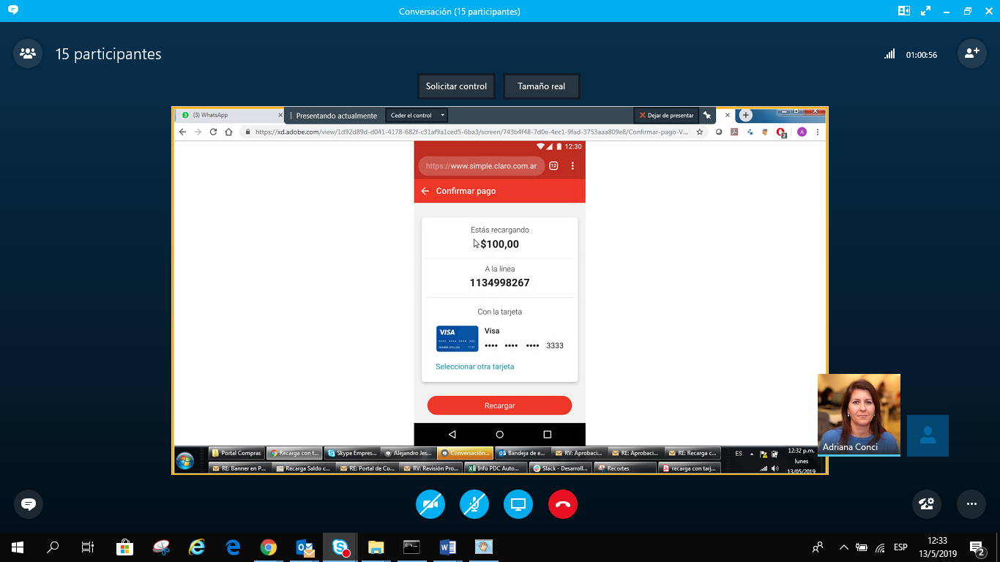 Conversación (15 participantes)
15 participantes
01:00:56
Solicitar control
Tamaño real
(3) WhatsApp
Presentando actualmente
Ceder el control
Dejar de presentar
https://xd.adobe.com/view/1d92d89d-d041-4178-682f-c31af9a1ced5-6ba3/screen/743b4f48-7d0e-4ec1-9fad-3753aaa809e8/Confirmar-pago-V...
12:30
https://www.simple.claro.com.ar
12
Confirmar pago
Estás recargando
$100,00
A la línea
1134998267
Con la tarjeta
VISA
Visa
•••• •••• •••• 3333
Seleccionar otra tarjeta
Recargar
Adriana Conci
Portal Compras
Recarga con t...
Skype Empres...
Alejandro Jes...
Conversación...
Bandeja de e...
RV: Aprobaci...
RE: Aprobaci...
RE: Recarga c...
ES
12:32 p.m.
RE: Banner en P...
Recarga Saldo c...
RE: Portal de Co...
RV: Revisión Pro...
Info PDC Auto...
Slack - Desarroll...
Recortes
recarga con tarj...
lunes
13/05/2019
ESP
12:33
13/5/2019
2